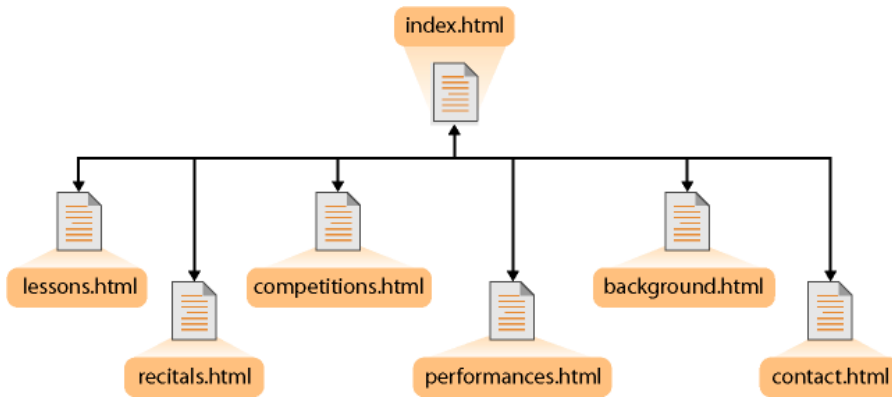 index.html
lessons.html
competitions.html
background.html
recitals.html
performances.html
contact.html